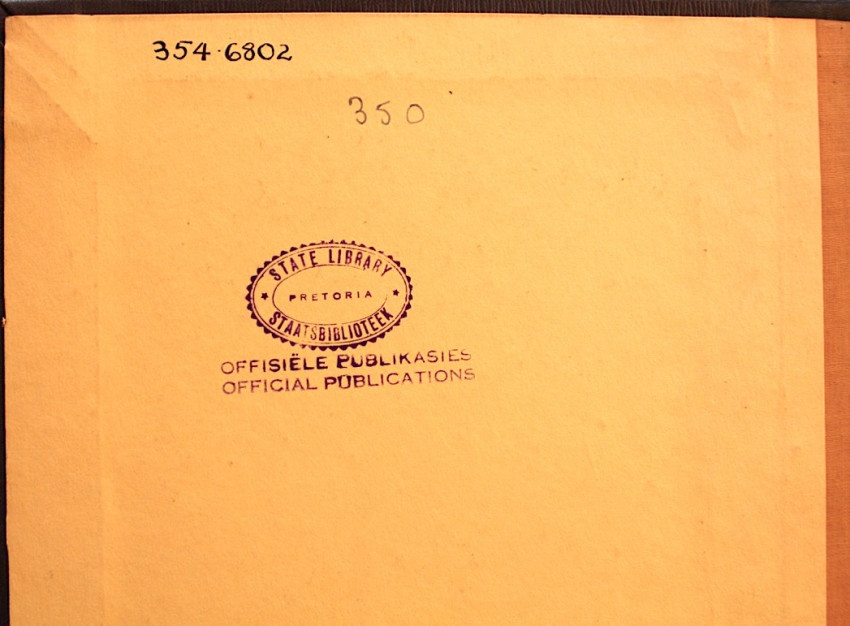 354.6802
350
STATE LIBRARY
PRETORIA
STAATSBIBLIOTEEK
OFFISIËLE PUBLIKASIES
OFFICIAL PUBLICATIONS